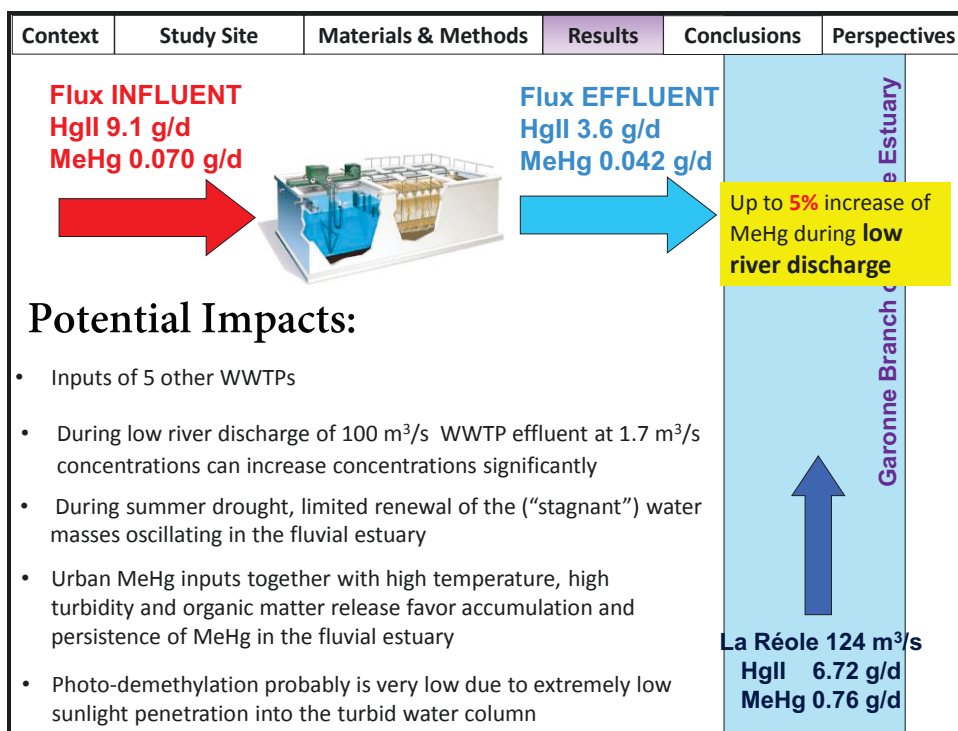 Context Study Site Materials & Methods Results Conclusions Perspectives
Flux INFLUENT
HgII 9.1 g/d
MeHg 0.070 g/d
Flux EFFLUENT
HgII 3.6 g/d
MeHg 0.042 g/d
Up to 5% increase of
MeHg during low
river discharge
Garonne Branch Estuary
Potential Impacts:
• Inputs of 5 other WWTPs
• During low river discharge of 100 m³/s WWTP effluent at 1.7 m³/s
concentrations can increase concentrations significantly
• During summer drought, limited renewal of the (“stagnant”) water
masses oscillating in the fluvial estuary
• Urban MeHg inputs together with high temperature, high
turbidity and organic matter release favor accumulation and
persistence of MeHg in the fluvial estuary
• Photo-demethylation probably is very low due to extremely low
sunlight penetration into the turbid water column
La Réole 124 m³/s
HgII 6.72 g/d
MeHg 0.76 g/d